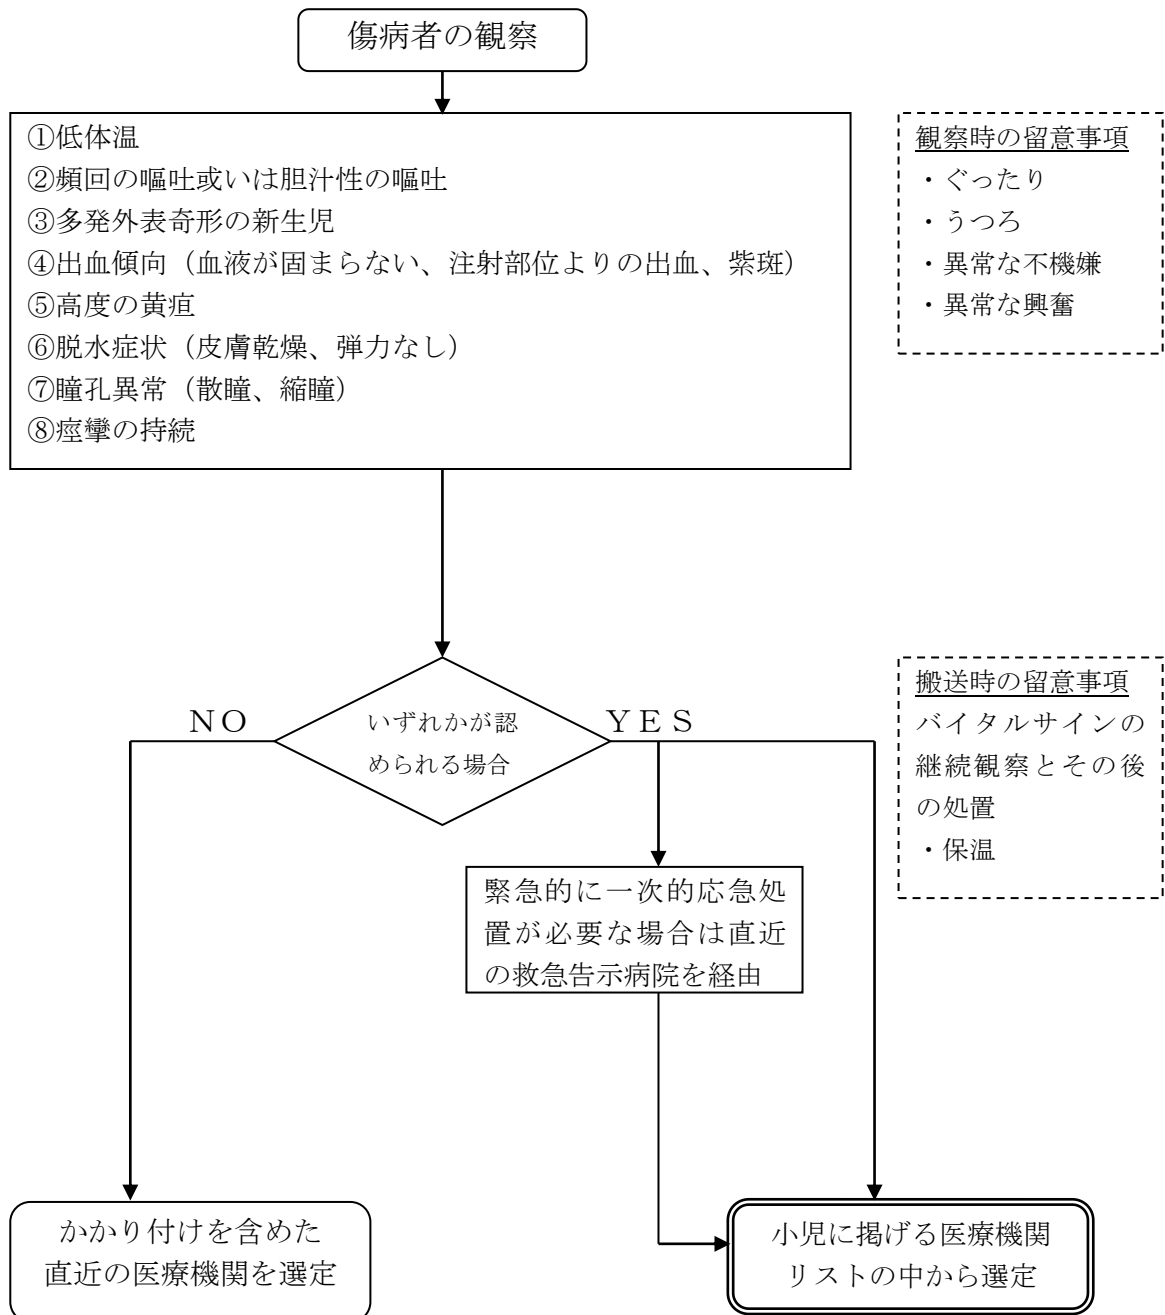 傷病者の観察
①低体温
②頻回の嘔吐或いは胆汁性の嘔吐
③多発外表奇形の新生児
④出血傾向（血液が固まらない、注射部位よりの出血、紫斑）
⑤高度の黄疸
⑥脱水症状（皮膚乾燥、弾力なし）
⑦瞳孔異常（散瞳、縮瞳）
⑧痙攣の持続
観察時の留意事項
・ぐったり
・うつろ
・異常な不機嫌
・異常な興奮
NO
いずれかが認
められる場合
YES
搬送時の留意事項
バイタルサインの
継続観察とその後
の処置
・保温
緊急的に一次的応急処
置が必要な場合は直近
の救急告示病院を経由
かかり付けを含めた
直近の医療機関を選定
小児に掲げる医療機関
リストの中から選定